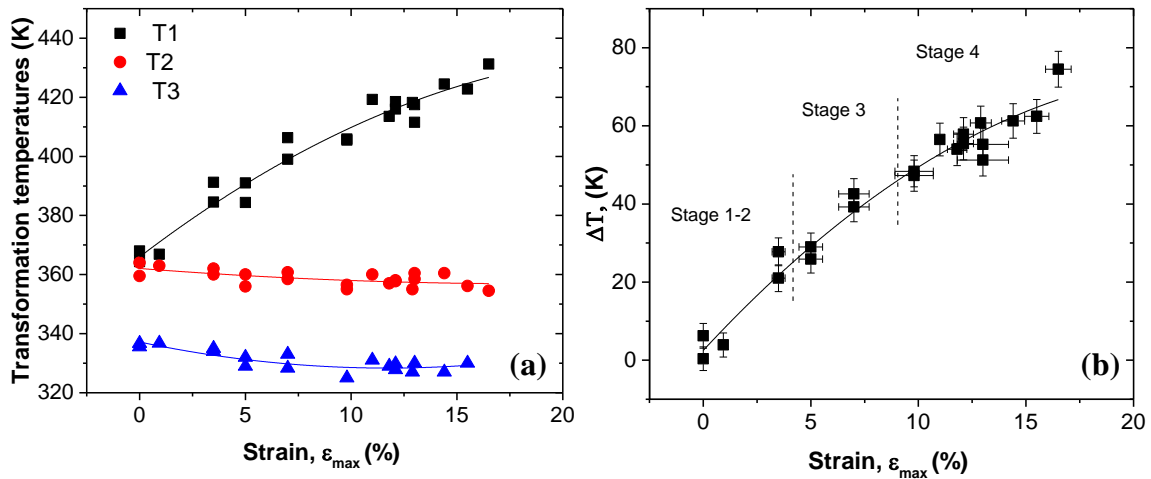 T1
T2
T3
Transformation temperatures (K)
440
420
400
380
360
340
320
0
5
10
15
20
Strain, εmax (%)
(a)
ΔT, (K)
80
60
40
20
0
Stage 1-2
Stage 3
Stage 4
0
5
10
15
20
Strain, εmax (%)
(b)